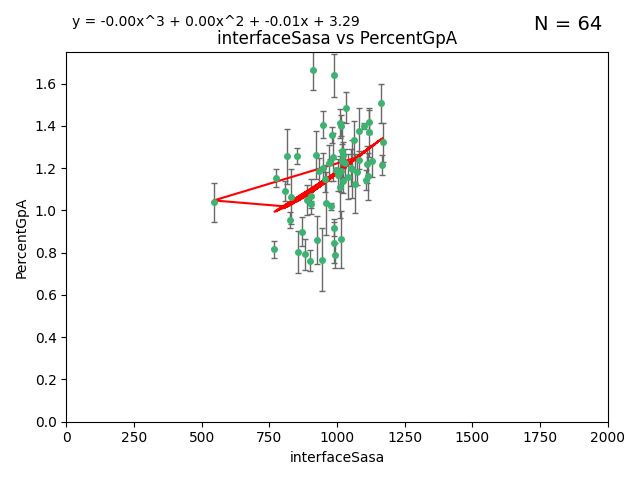 y = -0.00x^3 + 0.00x^2 + -0.01x + 3.29
N = 64
interfaceSasa vs PercentGpA
PercentGpA
1.6
1.4
1.2
1.0
0.8
0.6
0.4
0.2
0.0
0 250 500 750 1000 1250 1500 1750 2000
interfaceSasa